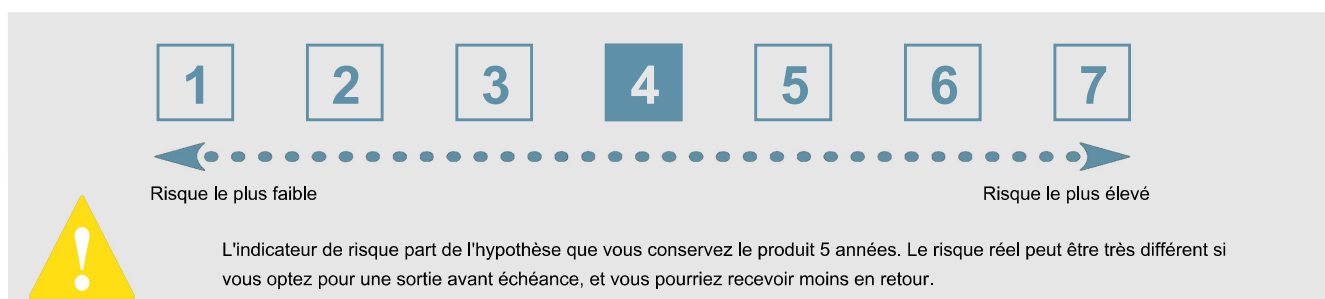 1 2 3 4 5 6 7
Risque le plus faible Risque le plus élevé
L'indicateur de risque part de l'hypothèse que vous conservez le produit 5 années. Le risque réel peut être très différent si
vous optez pour une sortie avant échéance, et vous pourriez recevoir moins en retour.